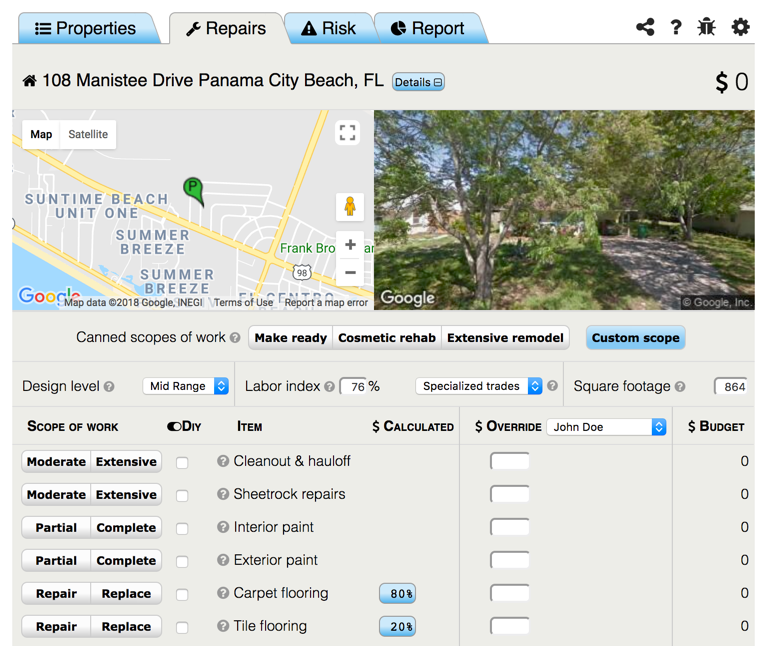 Properties Repairs Risk Report ?
108 Manistee Drive Panama City Beach, FL Details $ 0
Map Satellite
P
SUNTIME BEACH
UNIT ONE
SUMMER
BREEZE
Frank Bro
SUMMER
BREEZE
98
EL CENTRO
Google Map data ©2018 Google, INEGI Terms of Use Report a map error
Google © Google, Inc.
Canned scopes of work ? Make ready Cosmetic rehab Extensive remodel Custom scope
Design level ? Mid Range Labor index ? 76 % Specialized trades ? Square footage ? 864
SCOPE OF WORK DIY ITEM $ CALCULATED $ OVERRIDE John Doe $ BUDGET
Moderate Extensive ? Cleanout & hauloff 0
Moderate Extensive ? Sheetrock repairs 0
Partial Complete ? Interior paint 0
Partial Complete ? Exterior paint 0
Repair Replace ? Carpet flooring 80% 0
Repair Replace ? Tile flooring 20% 0